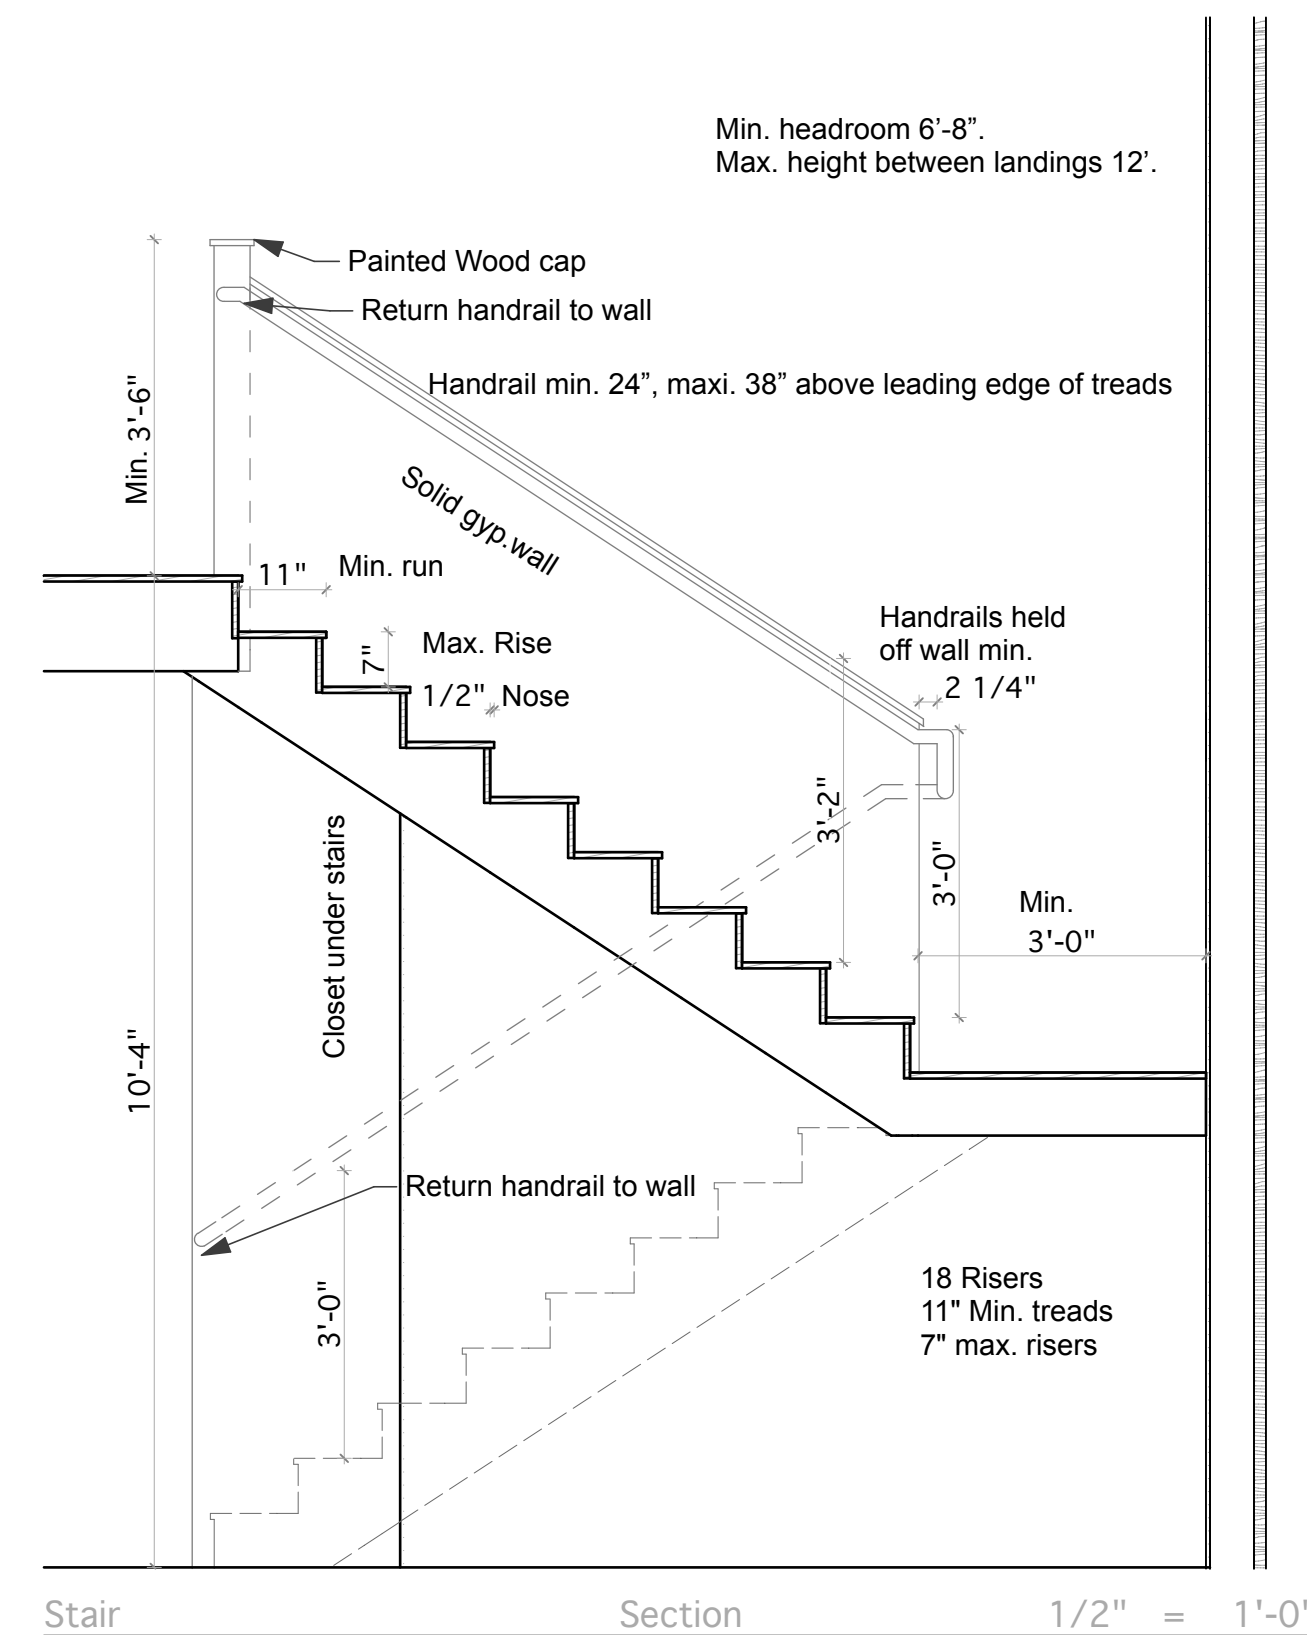 Min. headroom 6’-8”.
Max. height between landings 12’.
Painted Wood cap
Return handrail to wall
Handrail min. 24”, maxi. 38” above leading edge of treads
Min. 3'-6"
Solid gyp.wall
11"
Min. run
7"
Max. Rise
1/2" Nose
Handrails held
off wall min.
2 1/4"
3'-2"
3'-0"
Min.
3'-0"
Closet under stairs
10'-4"
Return handrail to wall
3'-0"
18 Risers
11" Min. treads
7" max. risers
Stair Section 1/2" = 1'-0'